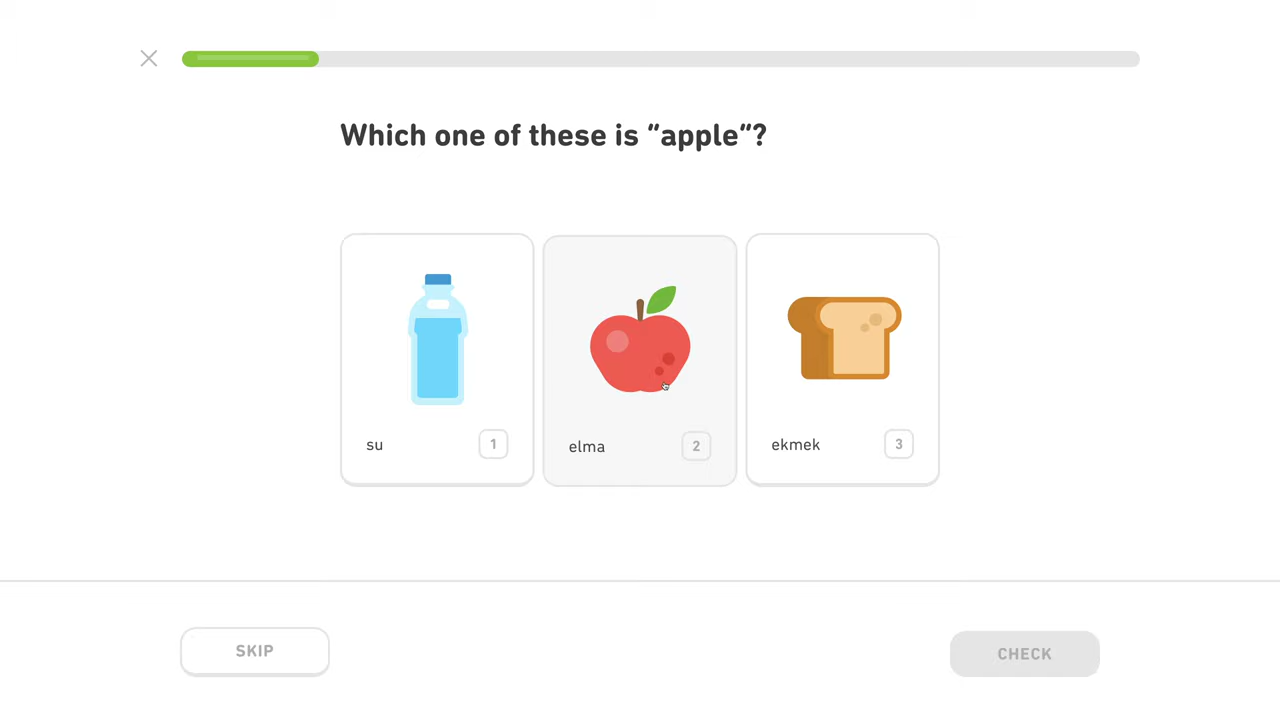 Which one of these is “apple“?
su 1
elma 2
ekmek 3
SKIP
CHECK